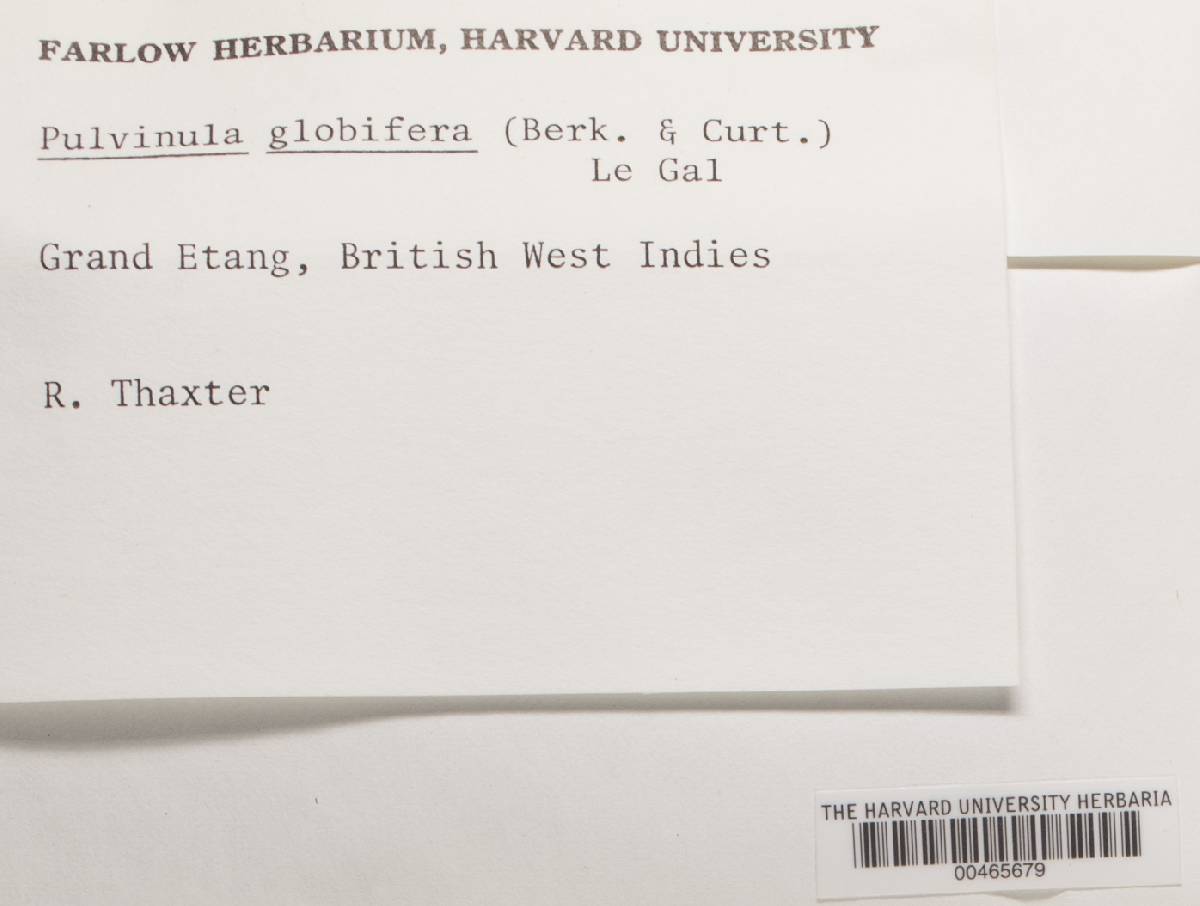 FARLOW HERBARIUM, HARVARD UNIVERSITY
Pulvinula globifera (Berk. & Curt.)
Le Gal
Grand Etang, British West Indies
R. Thaxter
THE HARVARD UNIVERSITY HERBARIA
00465679